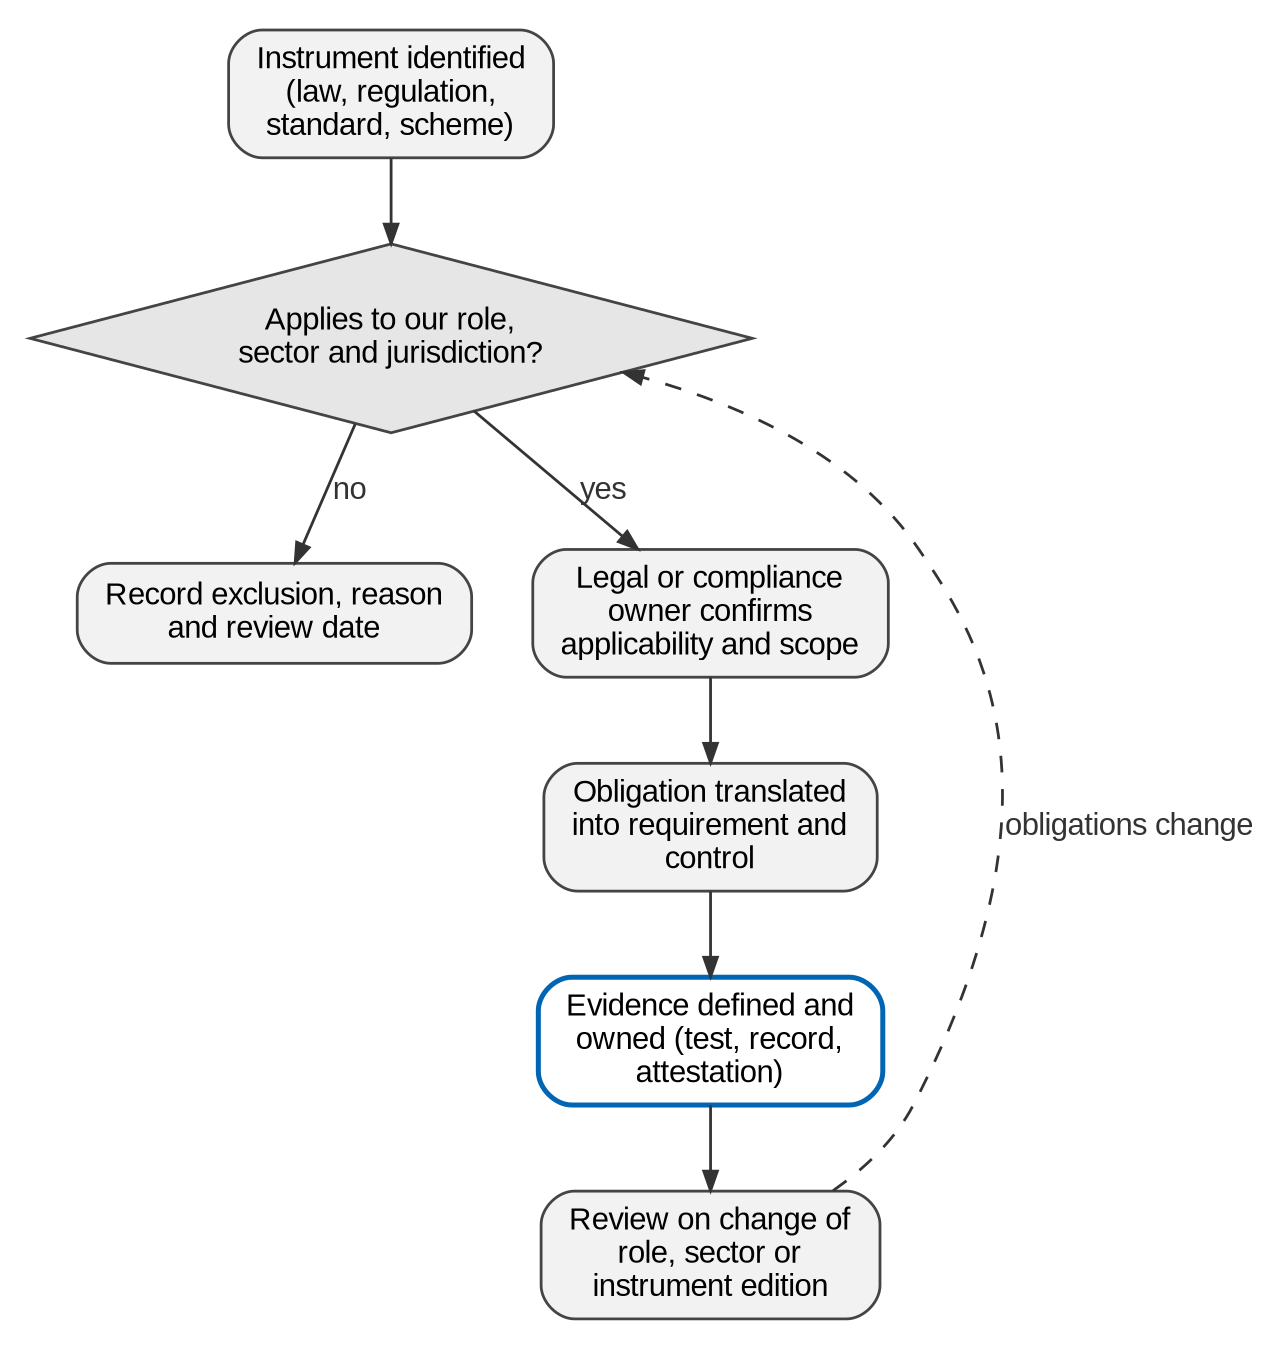 Instrument identified
(law, regulation,
standard, scheme)
Applies to our role,
sector and jurisdiction?
no
yes
Record exclusion, reason
and review date
Legal or compliance
owner confirms
applicability and scope
Obligation translated
into requirement and
control
obligations change
Evidence defined and
owned (test, record,
attestation)
Review on change of
role, sector or
instrument edition